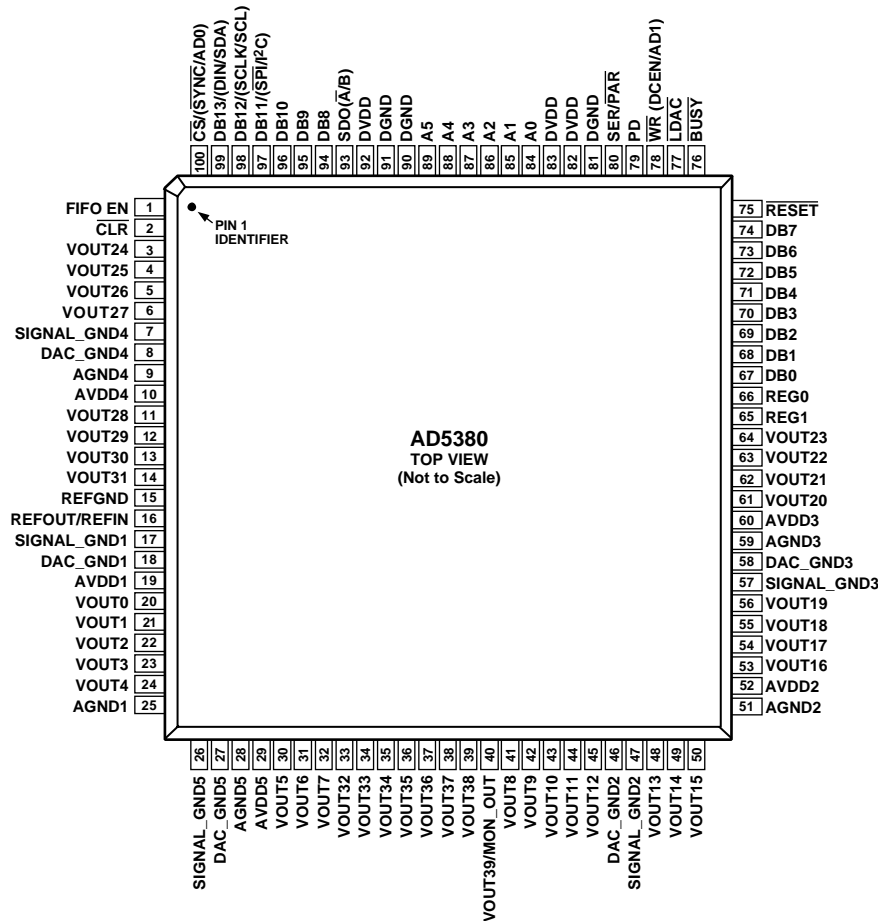 CS/(SYNC/AD0)
DB13/(DIN/SDA)
DB12/(SCLK/SCL)
DB11/(SPI/I²C)
DB10
DB9
DB8
SDO(A/B)
DVDD
DGND
DGND
A5
A4
A3
A2
A1
A0
DVDD
DVDD
DGND
SER/PAR
PD
WR (DCEN/AD1)
LDAC
BUSY
100 99 98 97 96 95 94 93 92 91 90 89 88 87 86 85 84 83 82 81 80 79 78 77 76
FIFO EN 1
CLR 2
VOUT24 3
VOUT25 4
VOUT26 5
VOUT27 6
SIGNAL_GND4 7
DAC_GND4 8
AGND4 9
AVDD4 10
VOUT28 11
VOUT29 12
VOUT30 13
VOUT31 14
REFGND 15
REFOUT/REFIN 16
SIGNAL_GND1 17
DAC_GND1 18
AVDD1 19
VOUT0 20
VOUT1 21
VOUT2 22
VOUT3 23
VOUT4 24
AGND1 25
PIN 1
IDENTIFIER
AD5380
TOP VIEW
(Not to Scale)
75 RESET
74 DB7
73 DB6
72 DB5
71 DB4
70 DB3
69 DB2
68 DB1
67 DB0
66 REG0
65 REG1
64 VOUT23
63 VOUT22
62 VOUT21
61 VOUT20
60 AVDD3
59 AGND3
58 DAC_GND3
57 SIGNAL_GND3
56 VOUT19
55 VOUT18
54 VOUT17
53 VOUT16
52 AVDD2
51 AGND2
26 27 28 29 30 31 32 33 34 35 36 37 38 39 40 41 42 43 44 45 46 47 48 49 50
SIGNAL_GND5
DAC_GND5
AGND5
AVDD5
VOUT5
VOUT6
VOUT7
VOUT32
VOUT33
VOUT34
VOUT35
VOUT36
VOUT37
VOUT38
VOUT39/MON_OUT
VOUT8
VOUT9
VOUT10
VOUT11
VOUT12
DAC_GND2
SIGNAL_GND2
VOUT13
VOUT14
VOUT15